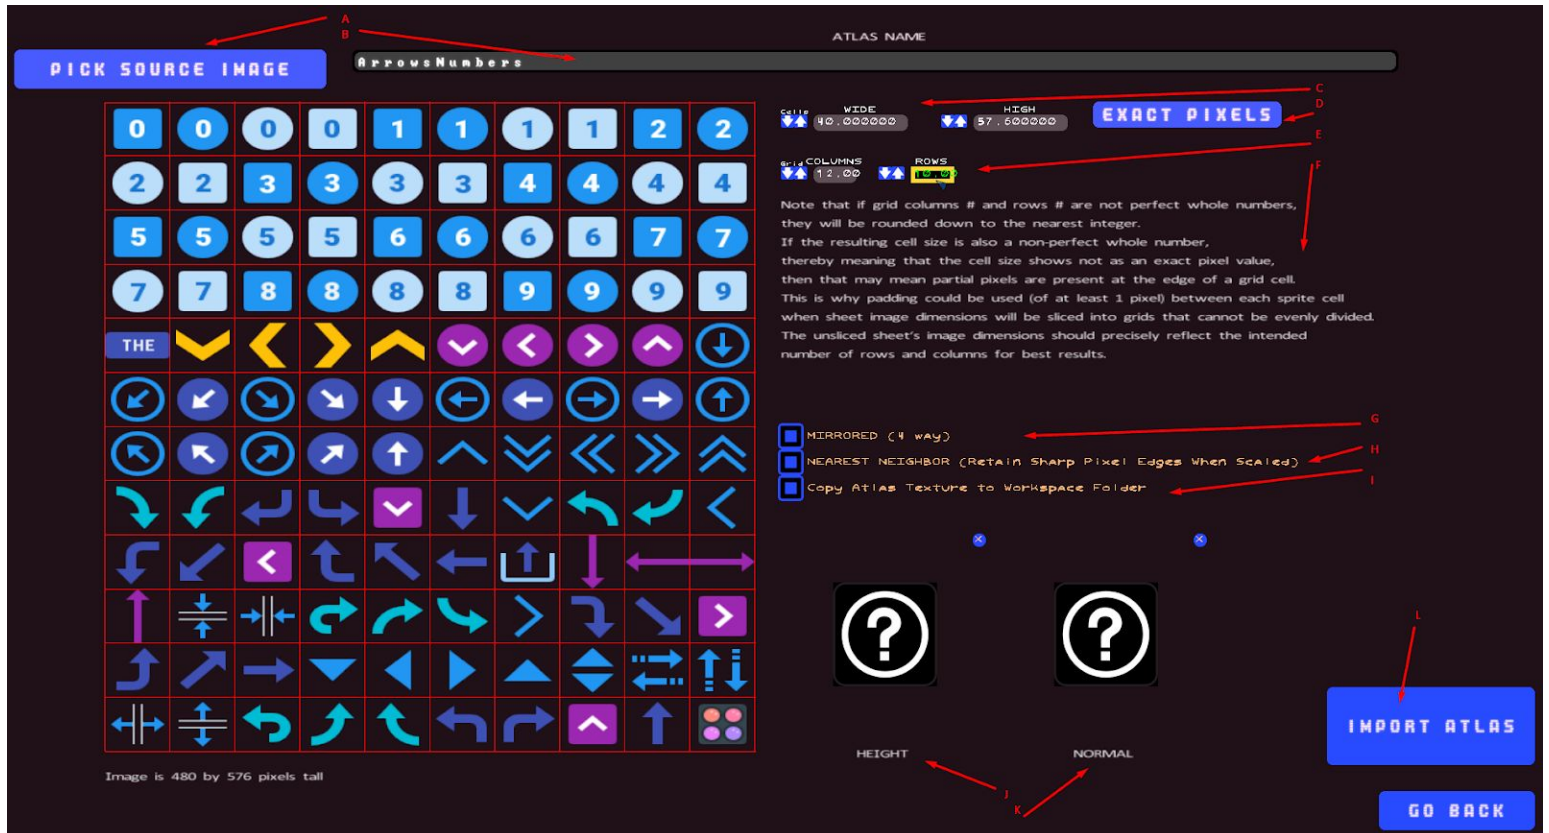 A
B
ATLAS NAME
PICK SOURCE IMAGE
ArrowsNumbers
C
D
E
F
Cells WIDE HIGH
40.000000 57.600000 EXACT PIXELS
Grid COLUMNS ROWS
12.00 10.00
0 0 0 0 1 1 1 1 2 2
2 2 3 3 3 3 4 4 4 4
5 5 5 5 6 6 6 6 7 7
7 7 8 8 8 8 9 9 9 9
THE
Note that if grid columns # and rows # are not perfect whole numbers,
they will be rounded down to the nearest integer.
If the resulting cell size is also a non-perfect whole number,
thereby meaning that the cell size shows not as an exact pixel value,
then that may mean partial pixels are present at the edge of a grid cell.
This is why padding could be used (of at least 1 pixel) between each sprite cell
when sheet image dimensions will be sliced into grids that cannot be evenly divided.
The unsliced sheet's image dimensions should precisely reflect the intended
number of rows and columns for best results.
G
H
I
MIRRORED (4 way)
NEAREST NEIGHBOR (Retain Sharp Pixel Edges When Scaled)
Copy Atlas Texture to Workspace Folder
? ?
L
IMPORT ATLAS
HEIGHT NORMAL
Image is 480 by 576 pixels tall
J
K
GO BACK